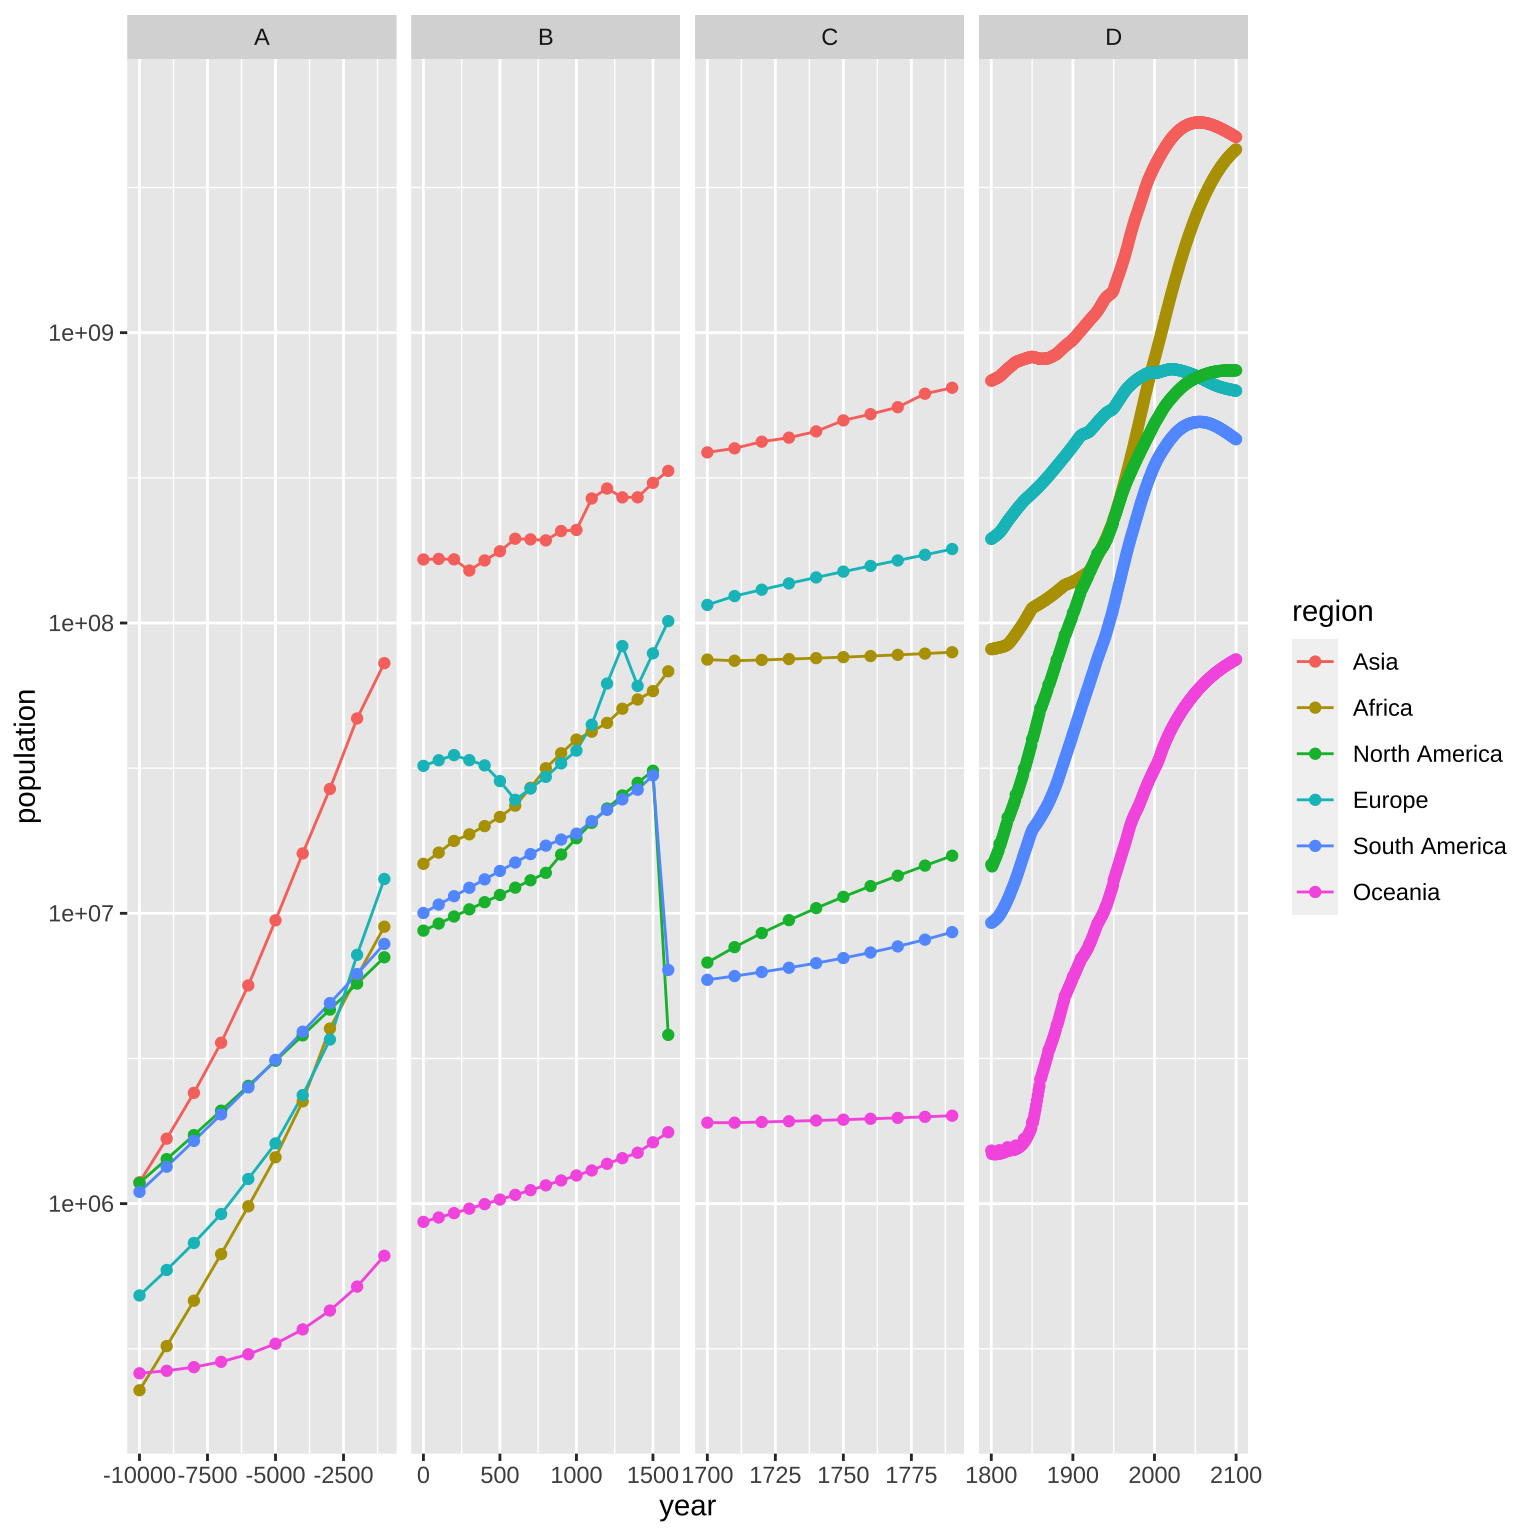 A B C D
1e+09
1e+08
1e+07
1e+06
population
-10000 -7500 -5000 -2500 0 500 1000 1500 1700 1725 1750 1775 1800 1900 2000 2100
year
region
Asia
Africa
North America
Europe
South America
Oceania